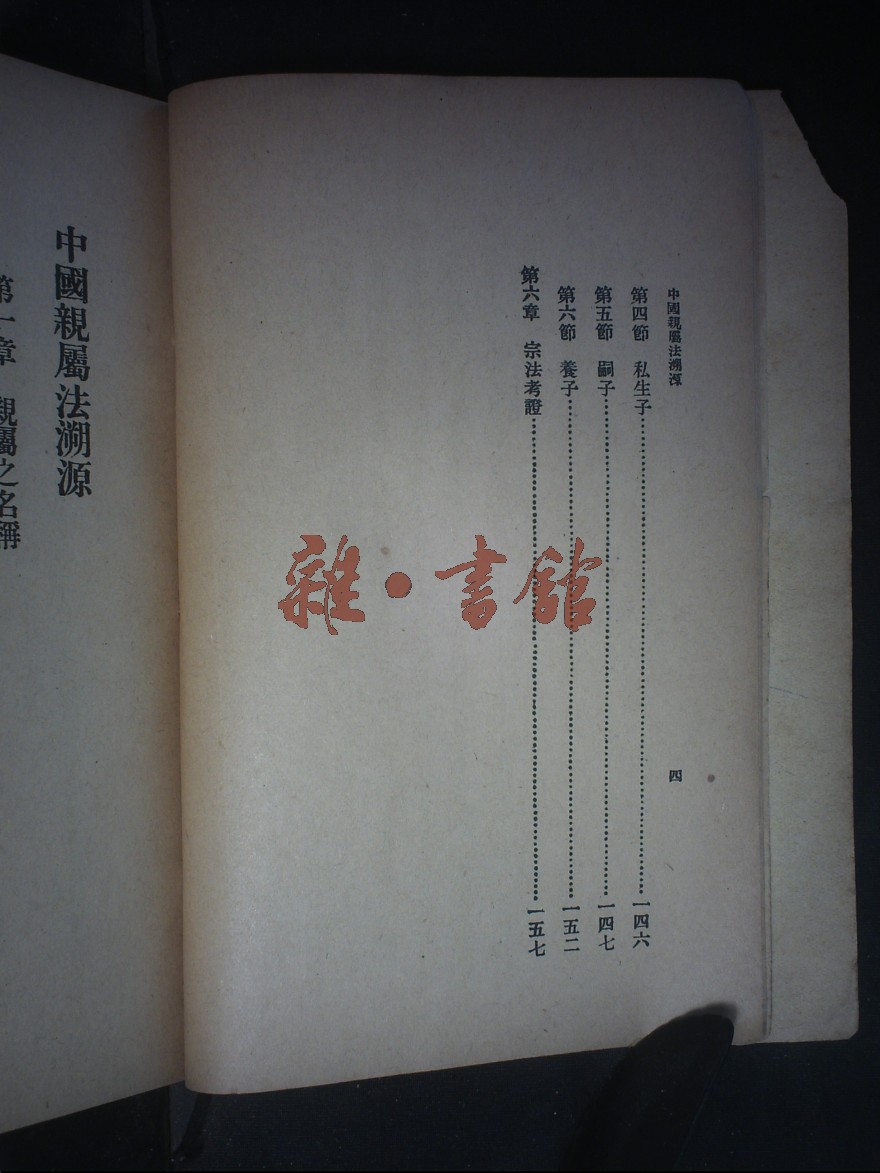 中國親屬法溯源
四
第四節 私生子…………一四六
第五節 嗣子…………一四七
第六節 養子…………一五二
第六章 宗法考證…………一五七
雜·書館
中國親屬法溯源
第一章 親屬之名稱